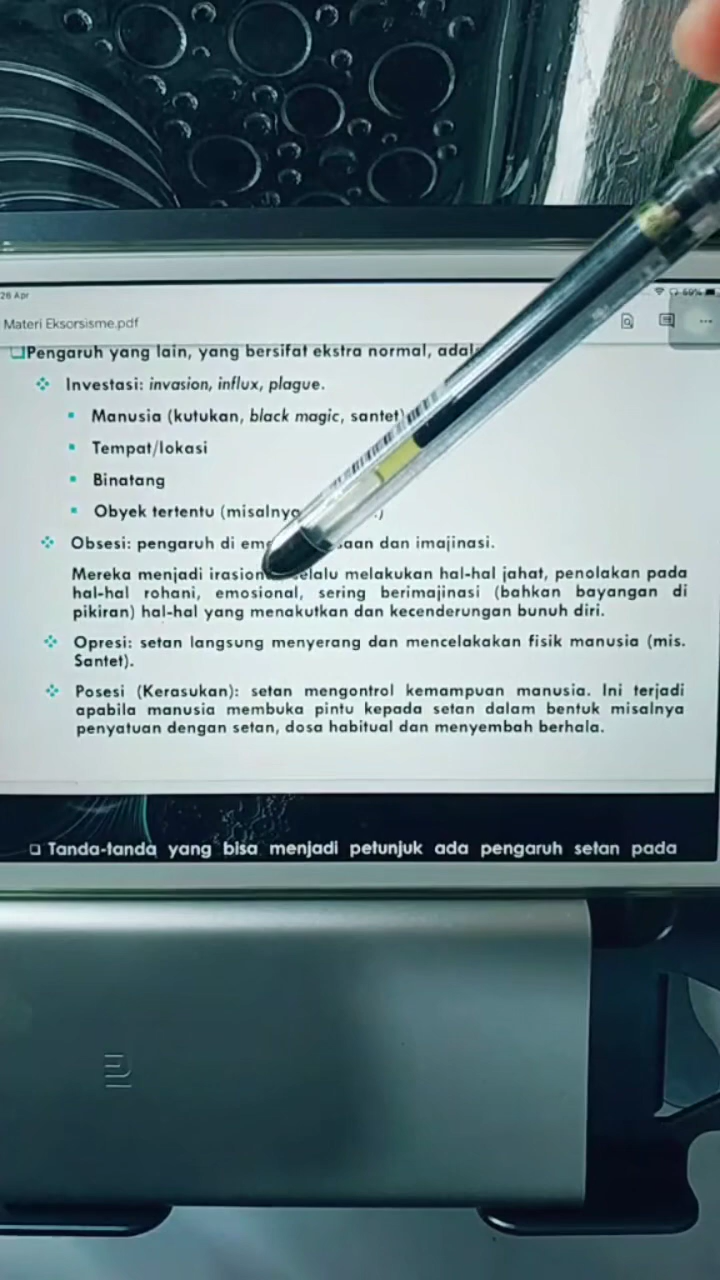 26 Apr
69%
Materi Eksorsisme.pdf
Pengaruh yang lain, yang bersifat ekstra normal,
Investasi: invasion, influx, plague.
Manusia (kutukan, black magic, santet)
Tempat/lokasi
Binatang
Obyek tertentu (misalnya
Obsesi: pengaruh di dan imajinasi.
Mereka menjadi selalu melakukan hal-hal jahat, penolakan pada
hal-hal rohani, emosional, sering berimajinasi (bahkan bayangan di
pikiran) hal-hal yang menakutkan dan kecenderungan bunuh diri.
Opresi: setan langsung menyerang dan mencelakakan fisik manusia (mis.
Santet).
Posesi (Kerasukan): setan mengontrol kemampuan manusia. Ini terjadi
apabila manusia membuka pintu kepada setan dalam bentuk misalnya
penyatuan dengan setan, dosa habitual dan menyembah berhala.
Tanda-tanda yang bisa menjadi petunjuk ada pengaruh setan pada